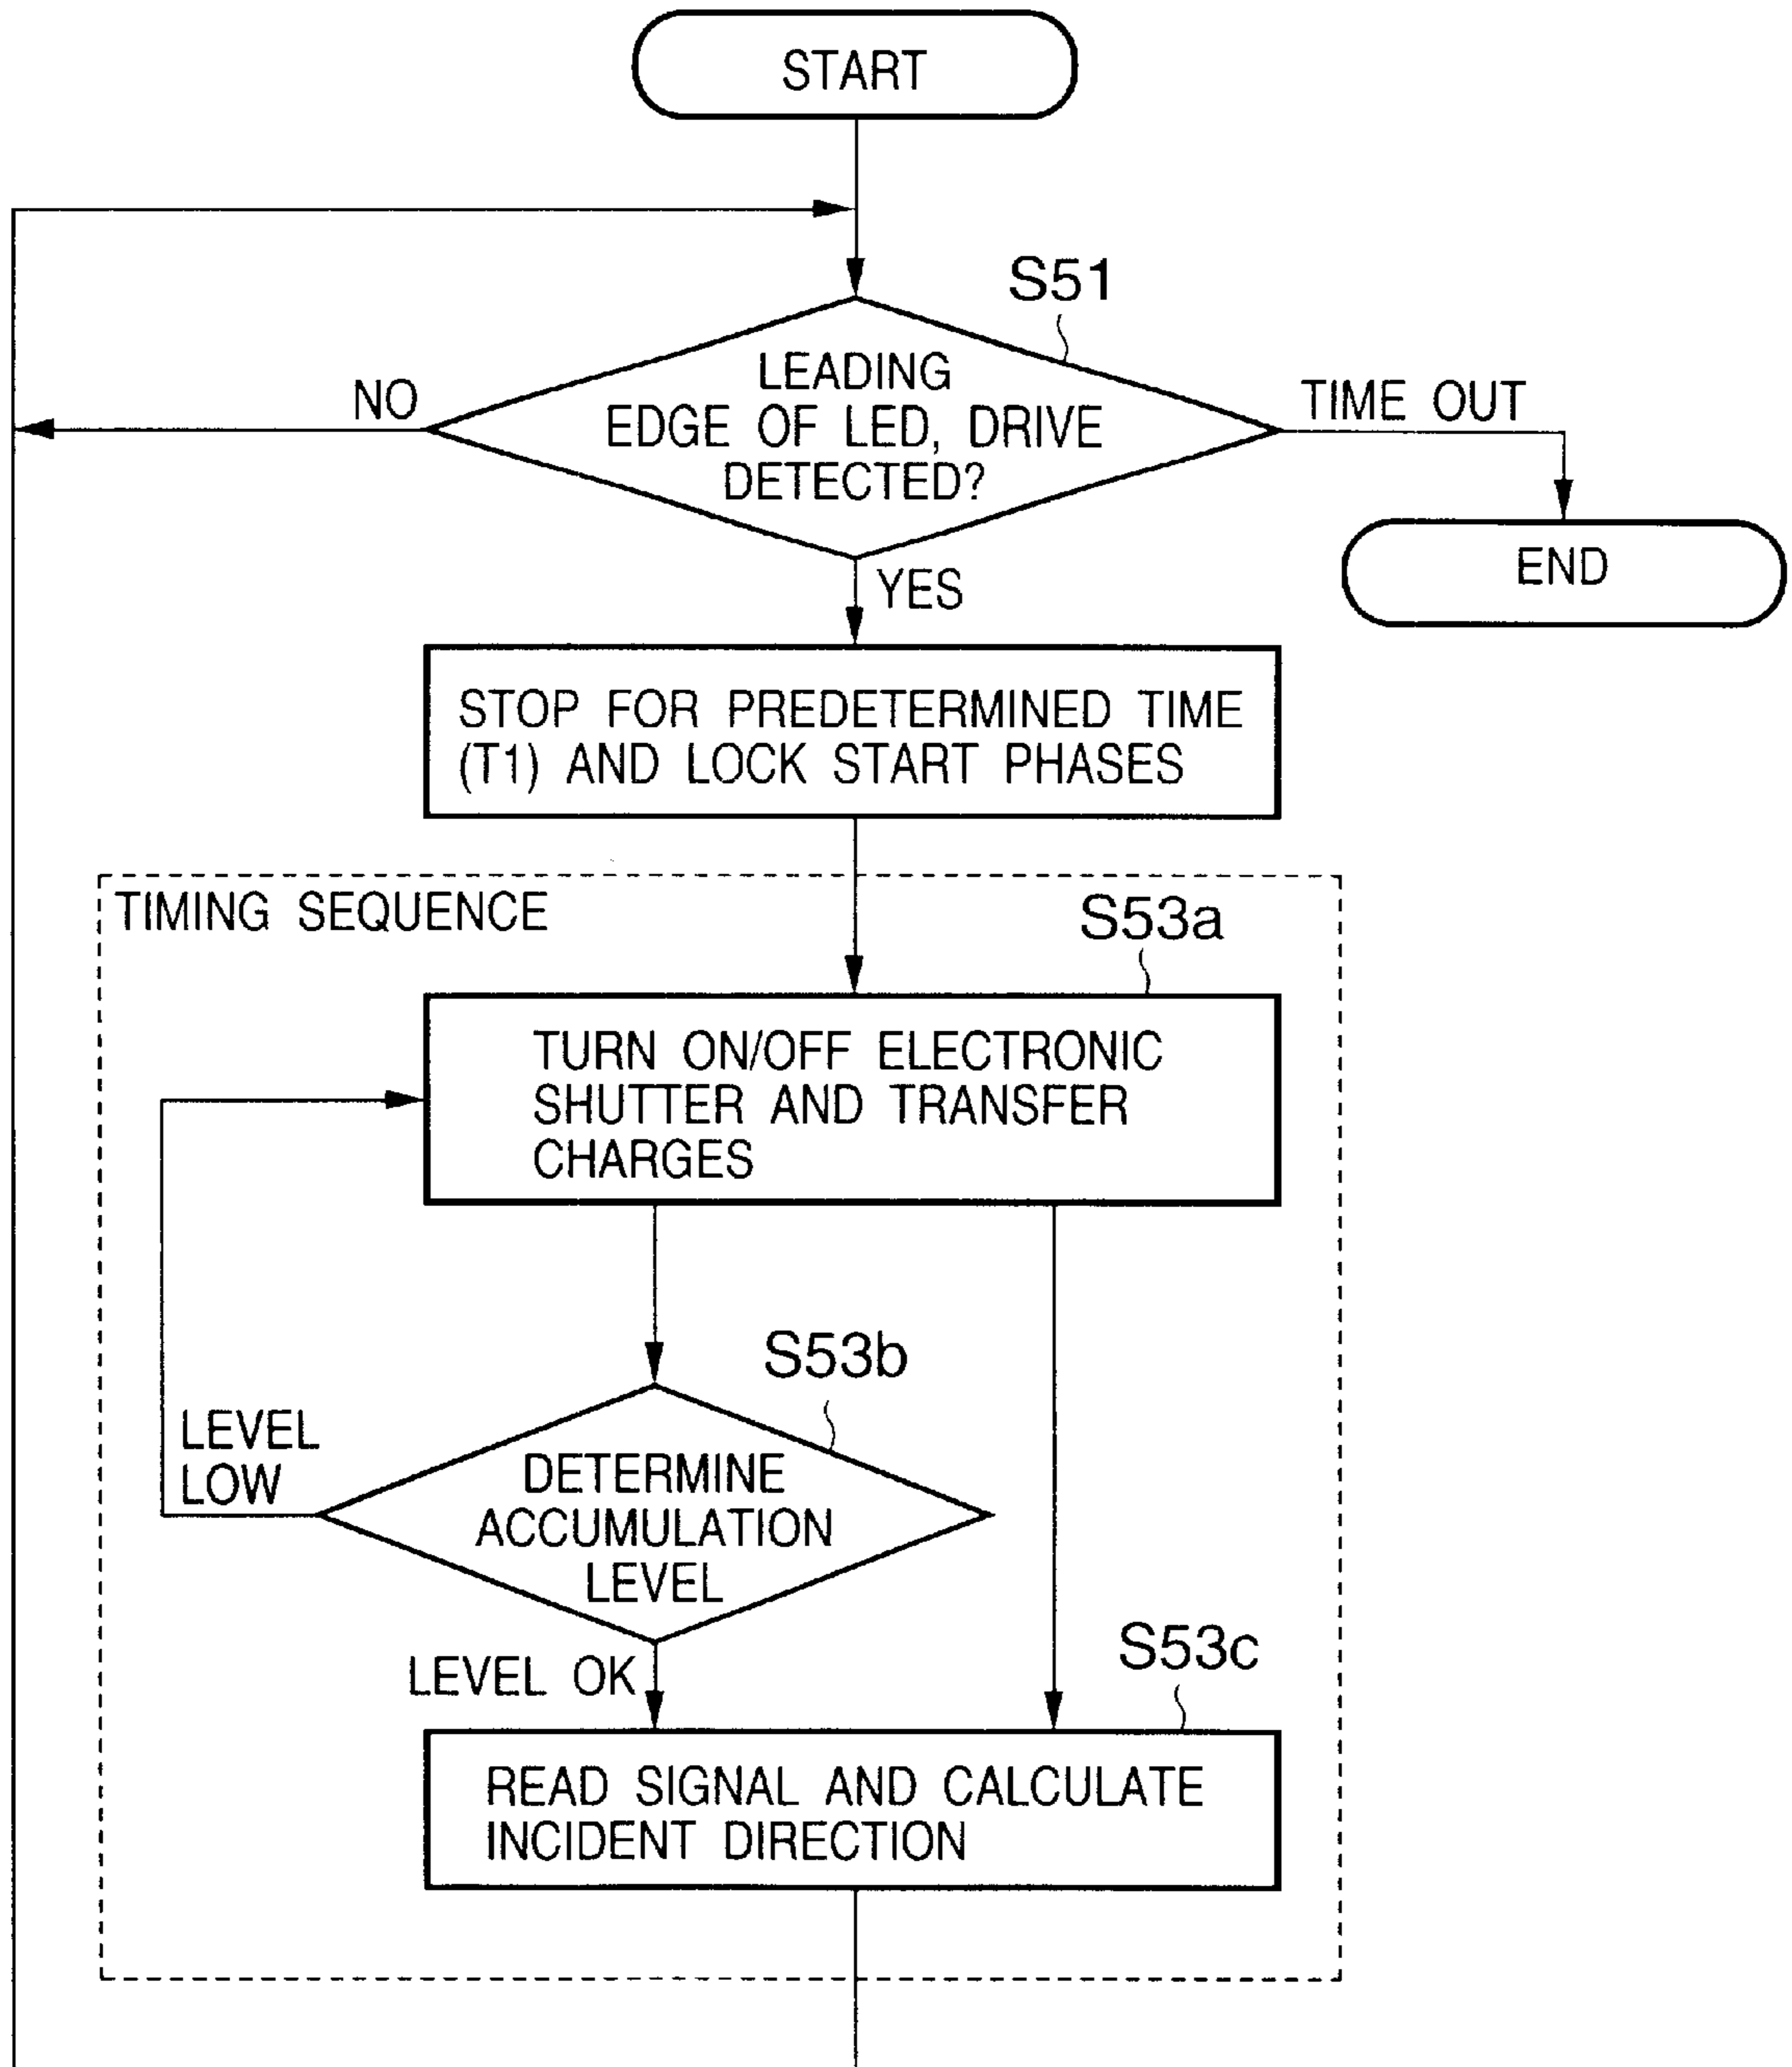 START
S51
LEADING
EDGE OF LED, DRIVE
DETECTED?
NO
TIME OUT
END
YES
STOP FOR PREDETERMINED TIME
(T1) AND LOCK START PHASES
TIMING SEQUENCE
S53a
TURN ON/OFF ELECTRONIC
SHUTTER AND TRANSFER
CHARGES
S53b
LEVEL
LOW
DETERMINE
ACCUMULATION
LEVEL
LEVEL OK
S53c
READ SIGNAL AND CALCULATE
INCIDENT DIRECTION